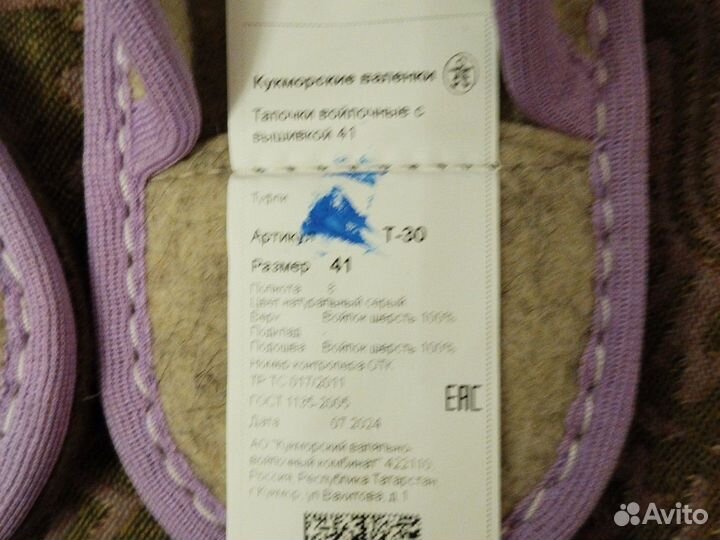 Кукморские валенки
Тапочки войлочные с
вышивкой 41
Туфли
Артикул Т-30
Размер 41
Полнота 8
Цвет натуральный серый
Верх Войлок шерсть 100%
Подклад
Подошва Войлок шерсть 100%
Номер контролера ОТК
ТР ТС 017/2011
ГОСТ 1135-2005
Дата 07.2024
EAC
АО "Кукморский валяльно-
войлочный комбинат" 422110,
Россия, Республика Татарстан,
г.Кукмор, ул.Вахитова, д.1
Avito